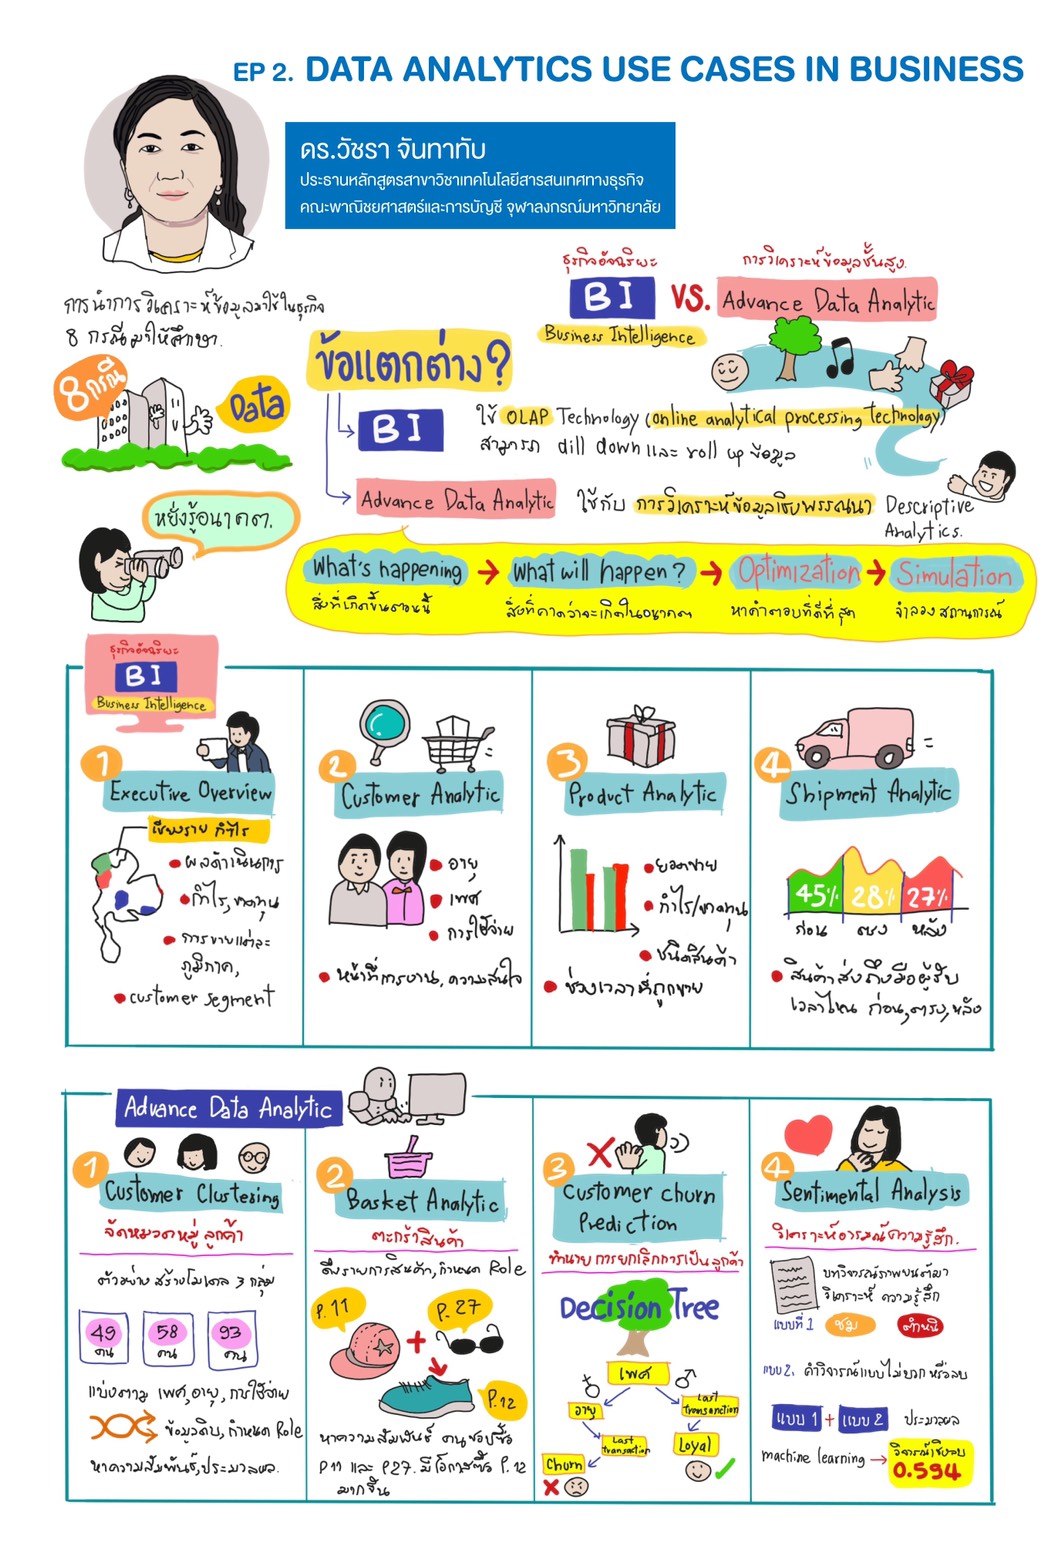 EP 2. DATA ANALYTICS USE CASES IN BUSINESS
ดร.วัชรา จันทาทับ
ประธานหลักสูตรสาขาวิชาเทคโนโลยีสารสนเทศทางธุรกิจ
คณะพาณิชยศาสตร์และการบัญชี จุฬาลงกรณ์มหาวิทยาลัย
การนำการวิเคราะห์ข้อมูลมาใช้ในธุรกิจ
8 กรณีมาให้ศึกษา.
8 กรณี
Data
ธุรกิจอัจฉริยะ
BI
Business Intelligence
VS.
การวิเคราะห์ข้อมูลชั้นสูง.
Advance Data Analytic
ข้อแตกต่าง?
BI
ใช้ OLAP Technology (online analytical processing technology)
สามารถ dill down และ roll up ข้อมูล
Advance Data Analytic
ใช้กับ การวิเคราะห์ข้อมูลเชิงพรรณนา Descriptive
Analytics.
หยั่งรู้อนาคต.
What's happening → What will happen? → Optimization → Simulation
สิ่งที่เกิดขึ้นตอนนี้
สิ่งที่คาดว่าจะเกิดในอนาคต
หาคำตอบที่ดีที่สุด
จำลองสถานการณ์
ธุรกิจอัจฉริยะ
BI
Business Intelligence
1
Executive Overview
เชียงราย กำไร
ผลดำเนินการ
กำไร, ขาดทุน
การขายแต่ละ
ภูมิภาค,
customer segment
2
Customer Analytic
อายุ
เพศ
การใช้จ่าย
หน้าที่การงาน, ความสนใจ
3
Product Analytic
ยอดขาย
กำไร/ขาดทุน
ชนิดสินค้า
ช่วงเวลาที่ถูกขาย
4
Shipment Analytic
45% 28% 27%
ก่อน ตรง หลัง
สินค้าส่งถึงมือผู้รับ
เวลาไหน ก่อน, ตรง, หลัง
Advance Data Analytic
1
Customer Clustering
จัดหมวดหมู่ลูกค้า
ตัวอย่าง สร้างโมเดล 3 กลุ่ม
49 คน
58 คน
93 คน
แบ่งตาม เพศ, อายุ, การใช้จ่าย
ข้อมูลดิบ, กำหนด Role
หาความสัมพันธ์, ประมวลผล.
2
Basket Analytic
ตะกร้าสินค้า
ดึงรายการสินค้า, กำหนด Role
P.11 + P.27
P.12
หาความสัมพันธ์ คนชอบซื้อ
P11 และ P27. มีโอกาสซื้อ P.12
มากขึ้น
3
Customer churn
Prediction
ทำนาย การยกเลิกการเป็นลูกค้า
Decision Tree
เพศ
อายุ
Last
transaction
Last
transaction
Loyal
Churn
4
Sentimental Analysis
วิเคราะห์อารมณ์ความรู้สึก.
บทวิจารณ์ภาพยนต์มา
วิเคราะห์ ความรู้สึก
แบบที่ 1 ชม ตำหนิ
แบบ 2. คำวิจารณ์แบบไม่บวก หรือลบ
แบบ 1 + แบบ 2 ประมวลผล
machine learning →
วิจารณ์เชิงลบ
0.594